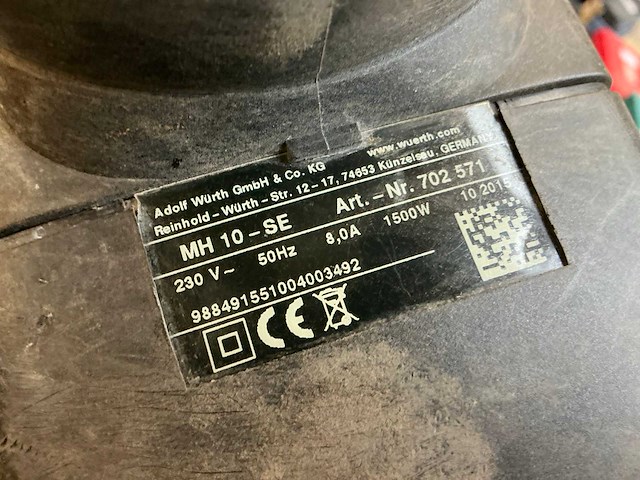 Adolf Würth GmbH & Co. KG www.wuerth.com
Reinhold-Würth-Str. 12-17, 74653 Künzelsau, GERMANY
MH 10-SE Art.-Nr. 702 571
230 V~ 50Hz 8,0A 1500W 10.2015
988491551004003492
CE